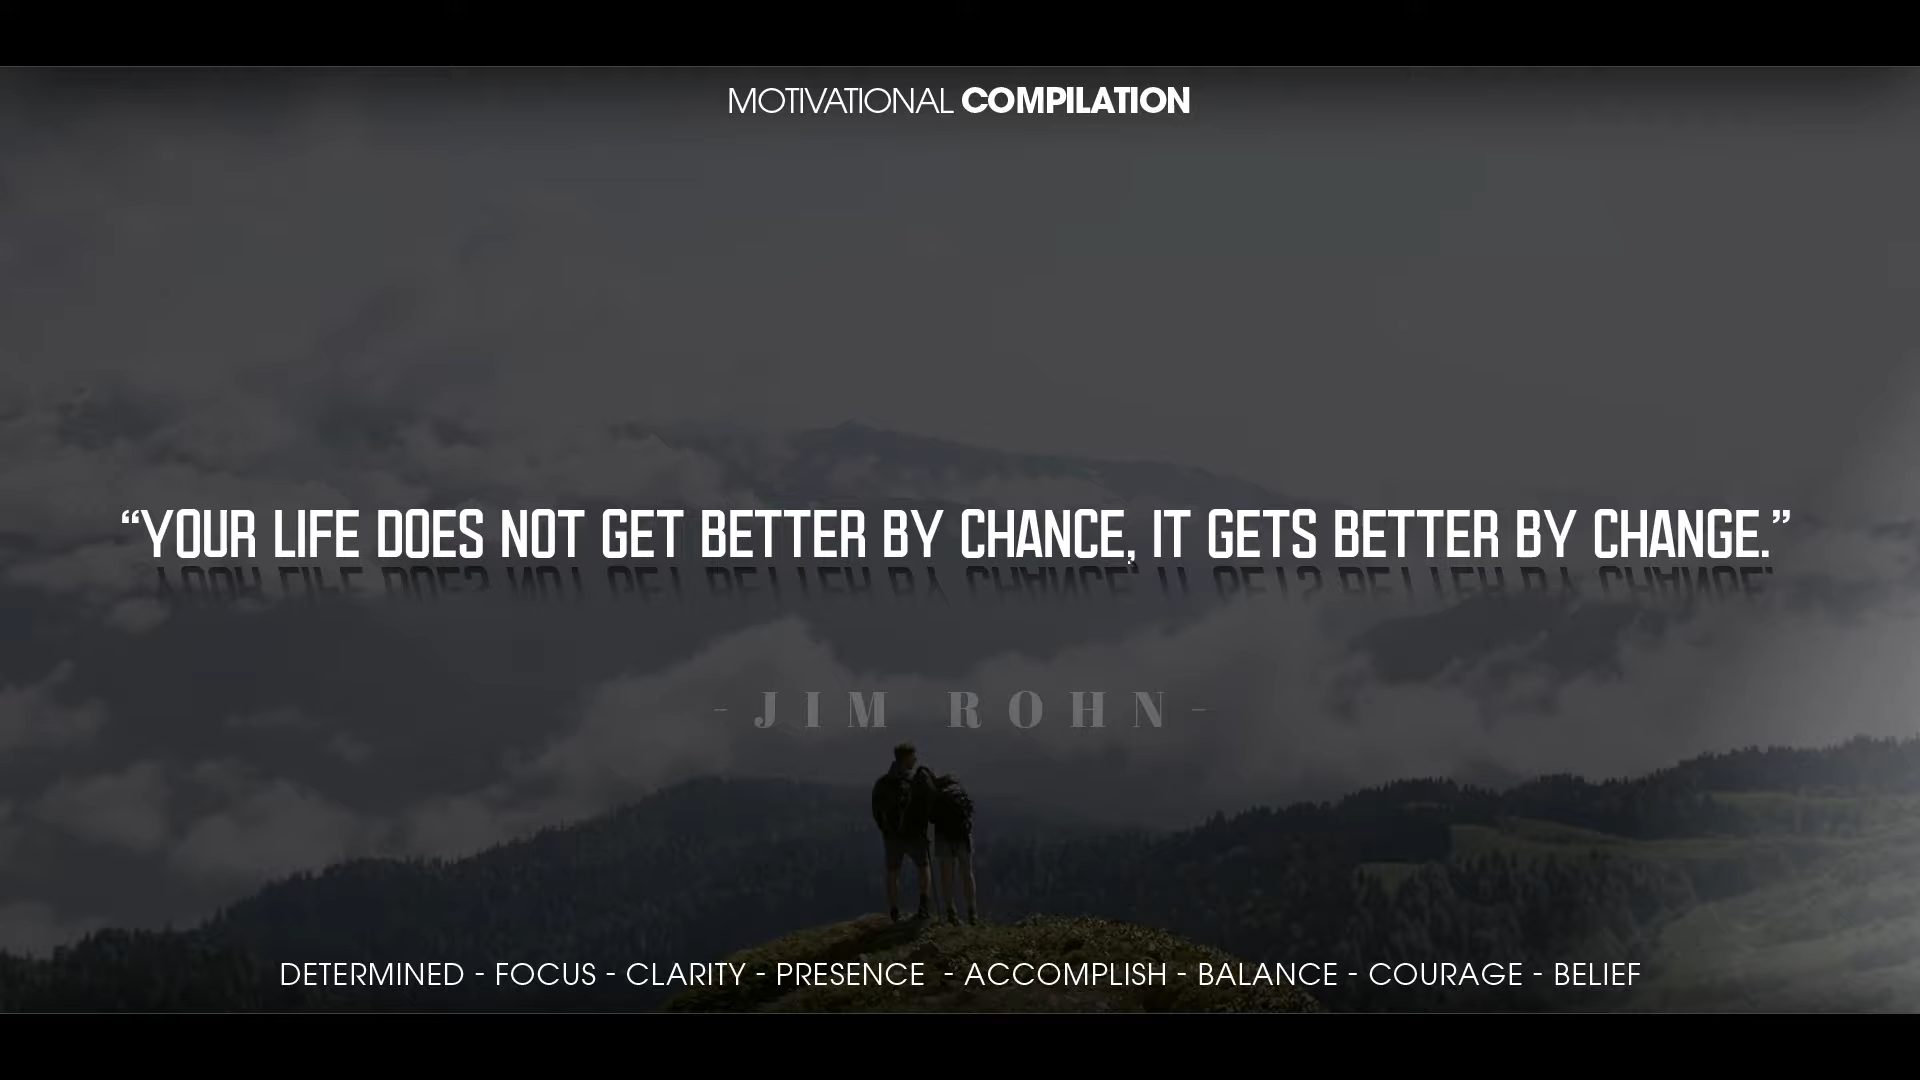 MOTIVATIONAL COMPILATION
“YOUR LIFE DOES NOT GET BETTER BY CHANCE, IT GETS BETTER BY CHANGE.”
- JIM ROHN -
DETERMINED - FOCUS - CLARITY - PRESENCE - ACCOMPLISH - BALANCE - COURAGE - BELIEF